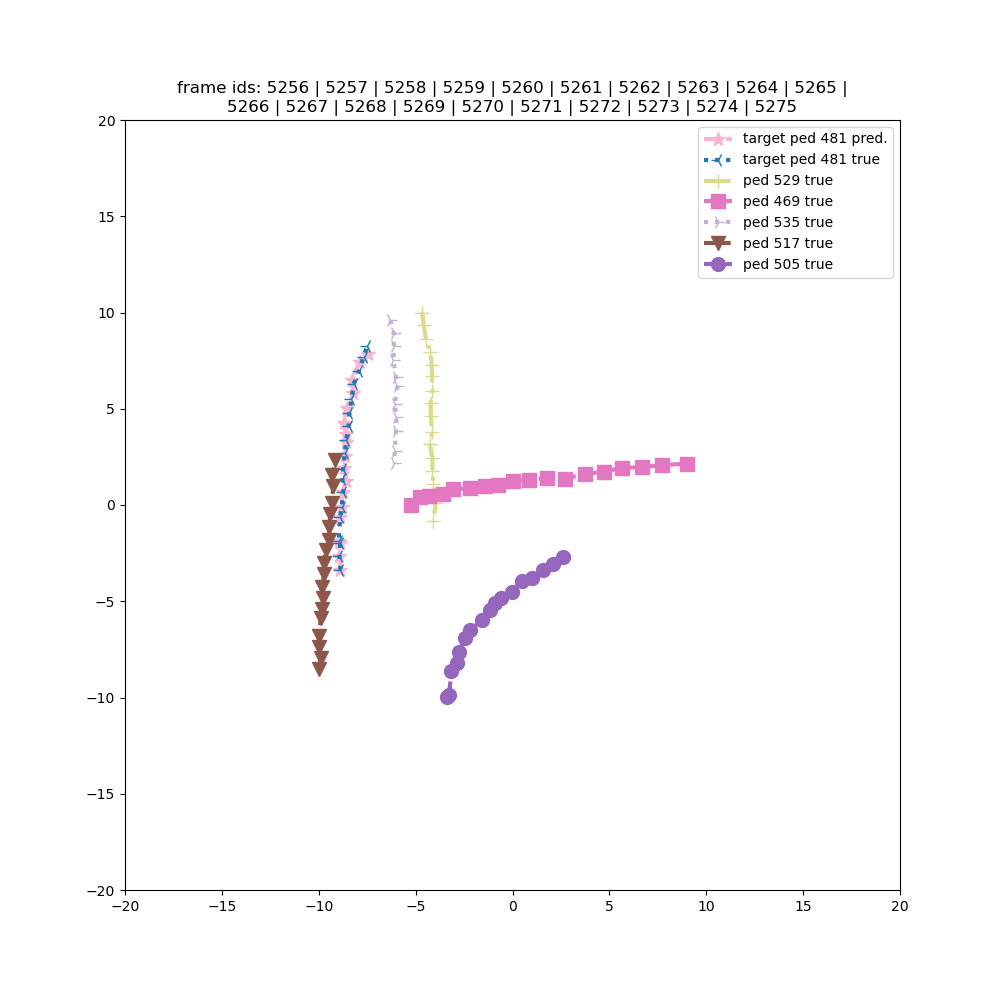 frame ids: 5256 | 5257 | 5258 | 5259 | 5260 | 5261 | 5262 | 5263 | 5264 | 5265 |
5266 | 5267 | 5268 | 5269 | 5270 | 5271 | 5272 | 5273 | 5274 | 5275
target ped 481 pred.
target ped 481 true
ped 529 true
ped 469 true
ped 535 true
ped 517 true
ped 505 true
20
15
10
5
0
−5
−10
−15
−20
−20 −15 −10 −5 0 5 10 15 20